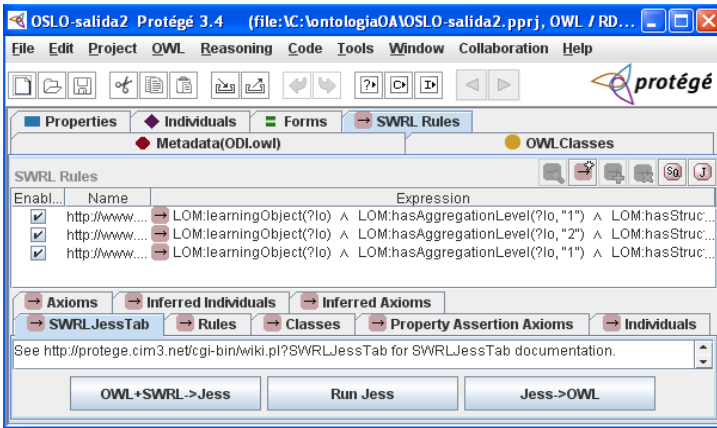 OSLO-salida2 Protégé 3.4 (file:\C:\ontologiaOA\OSLO-salida2.pprj, OWL / RD...
File Edit Project OWL Reasoning Code Tools Window Collaboration Help
protégé
Properties Individuals Forms SWRL Rules
Metadata(ODI.owl) OWLClasses
SWRL Rules
Enabl... Name Expression
http://www.... → LOM:learningObject(?lo) ∧ LOM:hasAggregationLevel(?lo, "1") ∧ LOM:hasStruc...
http://www.... → LOM:learningObject(?lo) ∧ LOM:hasAggregationLevel(?lo, "2") ∧ LOM:hasStruc...
http://www.... → LOM:learningObject(?lo) ∧ LOM:hasAggregationLevel(?lo, "1") ∧ LOM:hasStruc...
Axioms Inferred Individuals Inferred Axioms
SWRLJessTab Rules Classes Property Assertion Axioms Individuals
See http://protege.cim3.net/cgi-bin/wiki.pl?SWRLJessTab for SWRLJessTab documentation.
OWL+SWRL->Jess Run Jess Jess->OWL